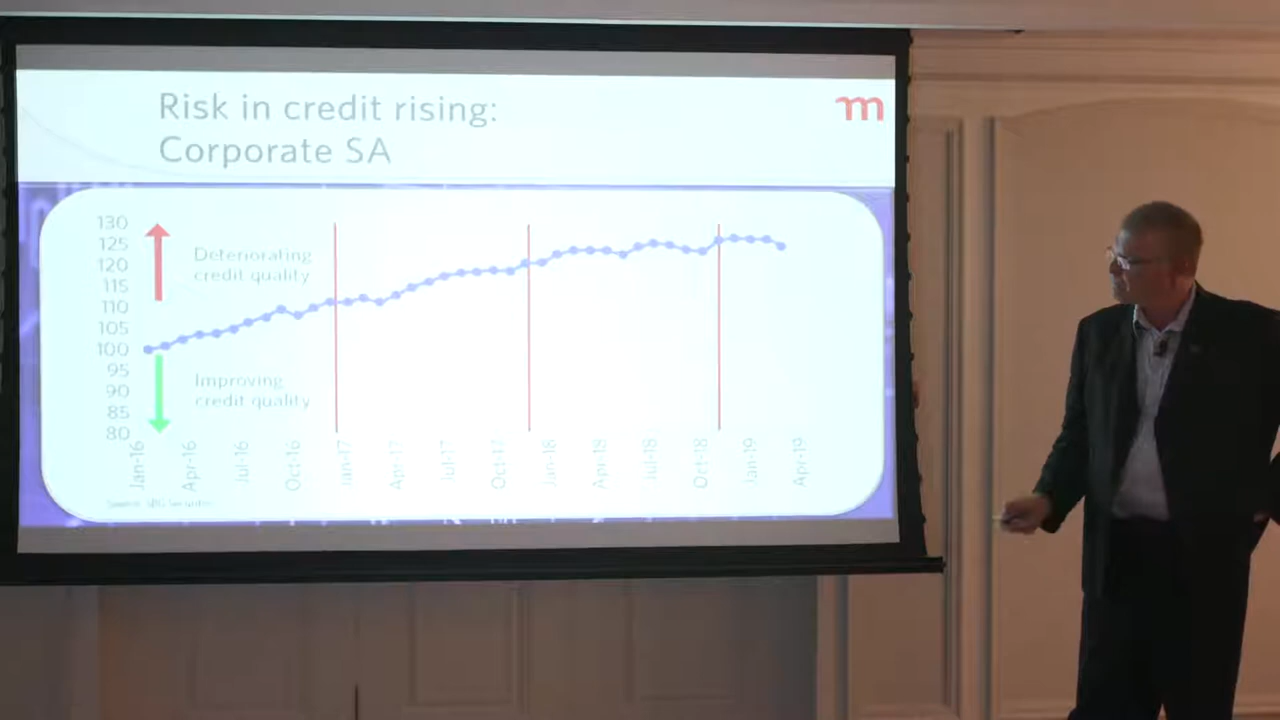 Risk in credit rising:
m
Corporate SA
130
125
120
115
110
105
100
95
90
85
80
Deteriorating
credit quality
Improving
credit quality
Jan-16
Apr-16
Jul-16
Oct-16
Jan-17
Apr-17
Jul-17
Oct-17
Jan-18
Apr-18
Jul-18
Oct-18
Jan-19
Apr-19